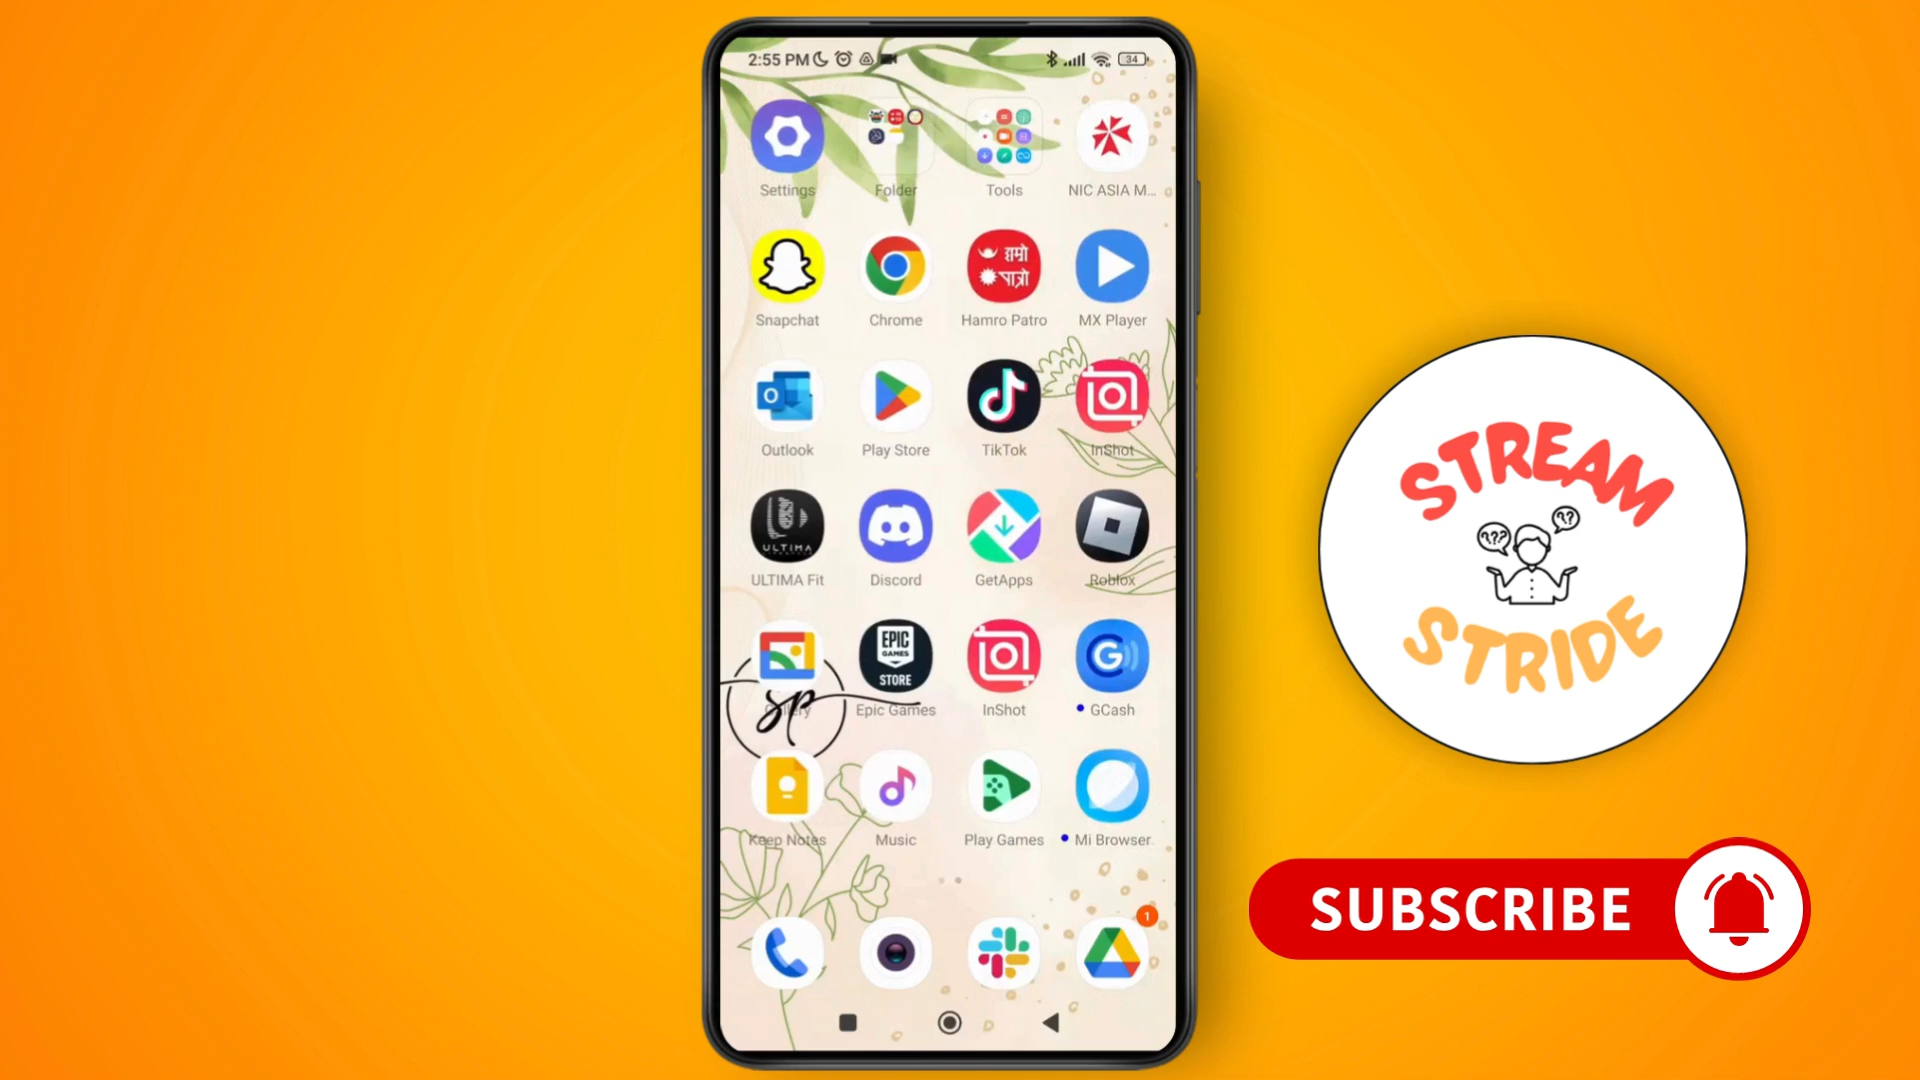 2:55 PM
34
Settings
Folder
Tools
NIC ASIA M...
हाम्रो
पात्रो
Snapchat
Chrome
Hamro Patro
MX Player
Outlook
Play Store
TikTok
InShot
ULTIMA
ULTIMA Fit
Discord
GetApps
Roblox
EPIC
GAMES
STORE
G
Gallery
sp
Epic Games
InShot
GCash
Keep Notes
Music
Play Games
Mi Browser
1
STREAM
???
??
STRIDE
SUBSCRIBE